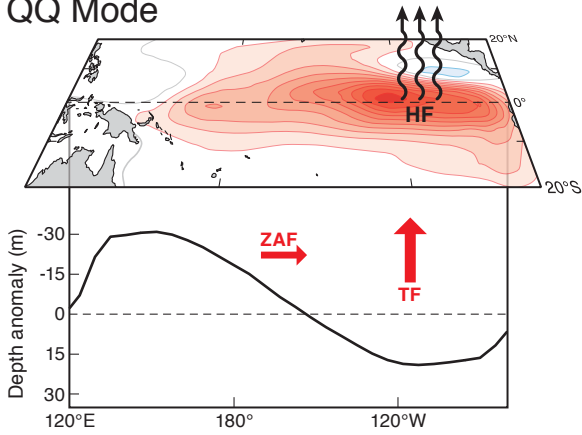 QQ Mode
20°N
0°
HF
20°S
Depth anomaly (m)
-30
-15
0
15
30
ZAF
TF
120°E
180°
120°W